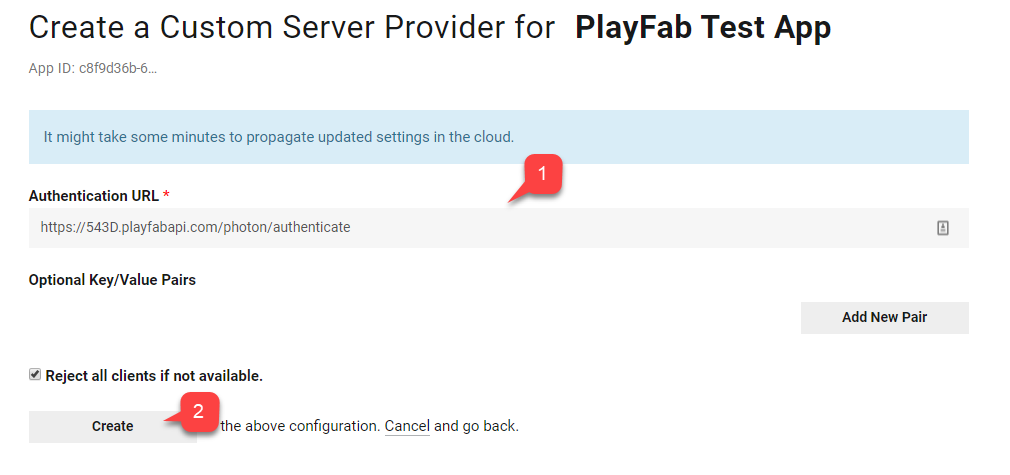 Create a Custom Server Provider for PlayFab Test App
App ID: c8f9d36b-6...
It might take some minutes to propagate updated settings in the cloud.
1
Authentication URL *
https://543D.playfabapi.com/photon/authenticate
Optional Key/Value Pairs
Add New Pair
Reject all clients if not available.
2
Create the above configuration. Cancel and go back.